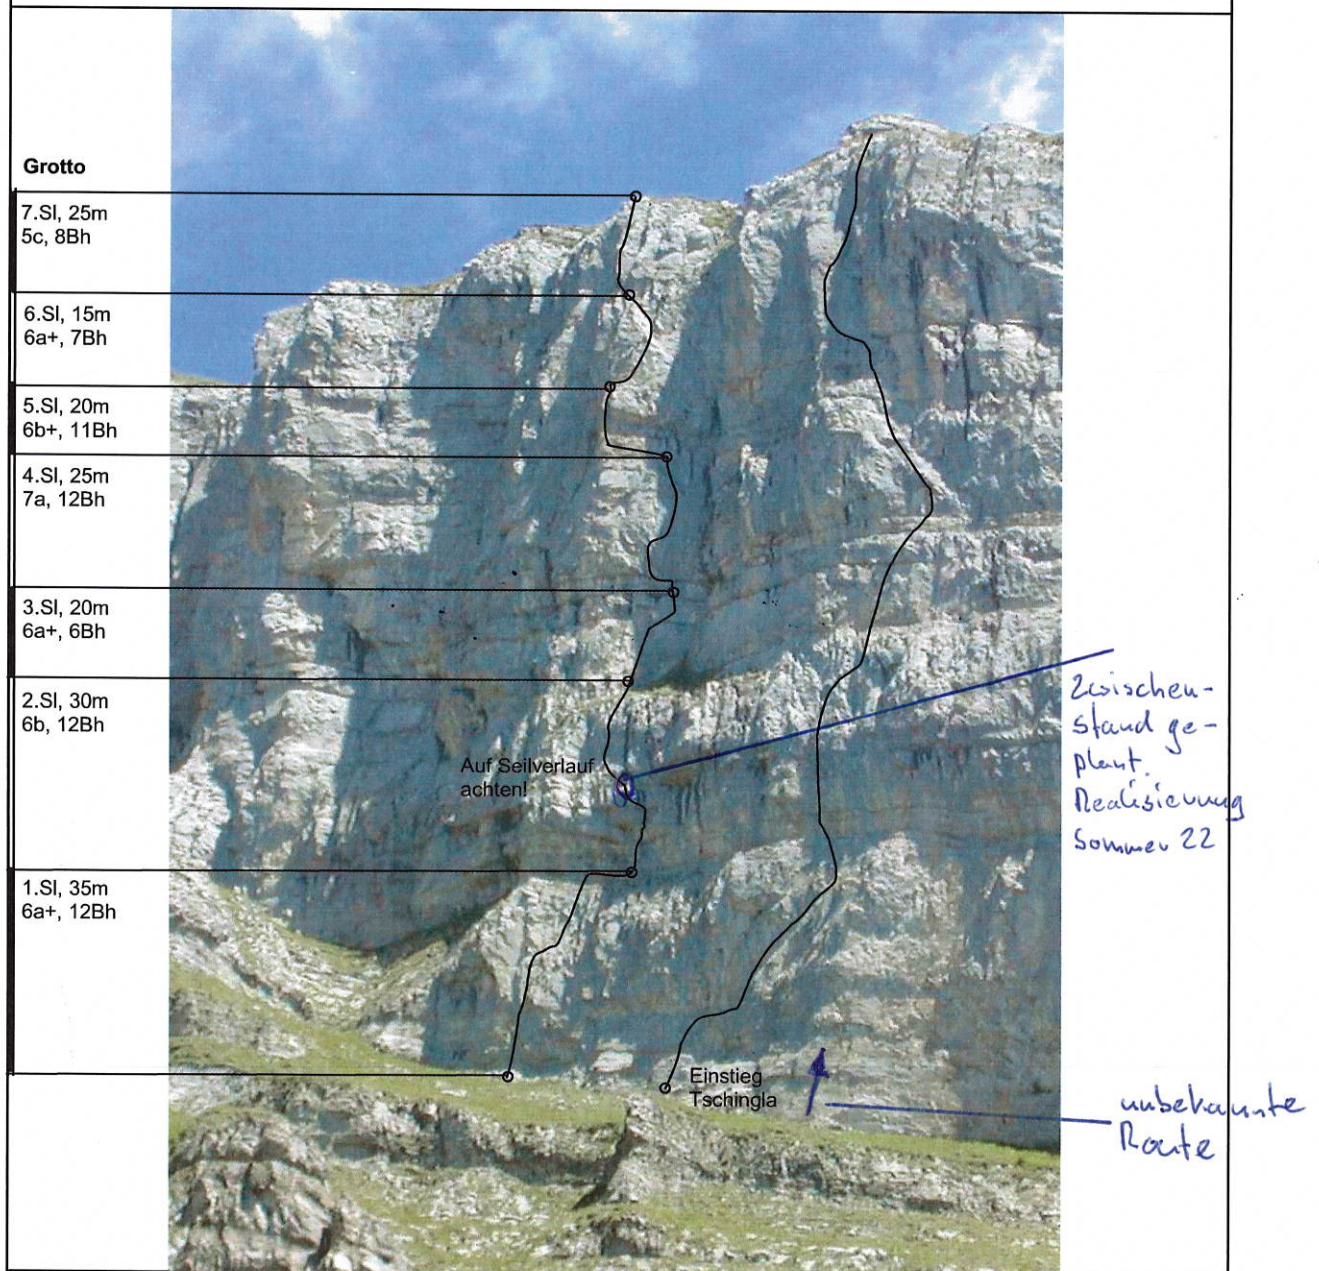 Grotto
7.Sl, 25m
5c, 8Bh
6.Sl, 15m
6a+, 7Bh
5.Sl, 20m
6b+, 11Bh
4.Sl, 25m
7a, 12Bh
3.Sl, 20m
6a+, 6Bh
2.Sl, 30m
6b, 12Bh
Auf Seilverlauf
achten!
Zwischen-
stand ge-
plant.
Realisierung
Sommer 22
1.Sl, 35m
6a+, 12Bh
Einstieg
Tschingla
unbekannte
Route